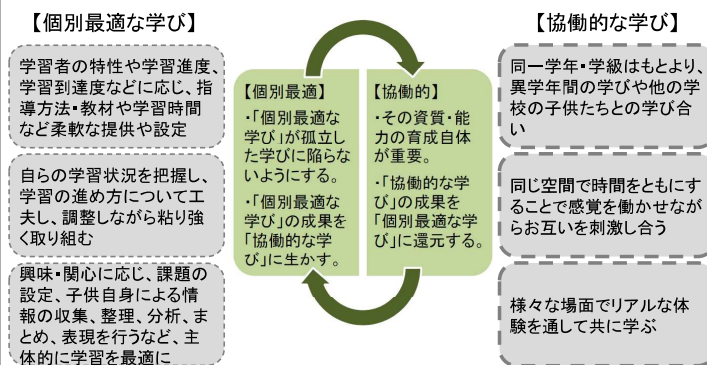 【個別最適な学び】
学習者の特性や学習進度、
学習到達度などに応じ、指
導方法・教材や学習時間
など柔軟な提供や設定
自らの学習状況を把握し、
学習の進め方について工
夫し、調整しながら粘り強
く取り組む
興味・関心に応じ、課題の
設定、子供自身による情
報の収集、整理、分析、ま
とめ、表現を行うなど、主
体的に学習を最適に
【個別最適】
・「個別最適な
学び」が孤立し
た学びに陥らな
いようにする。
・「個別最適な
学び」の成果を
「協働的な学
び」に生かす。
【協働的】
・その資質・能
力の育成自体
が重要。
・「協働的な学
び」の成果を
「個別最適な学
び」に還元する。
【協働的な学び】
同一学年・学級はもとより、
異学年間の学びや他の学
校の子供たちとの学び合
い
同じ空間で時間をともにす
ることで感覚を働かせなが
らお互いを刺激し合う
様々な場面でリアルな体
験を通して共に学ぶ